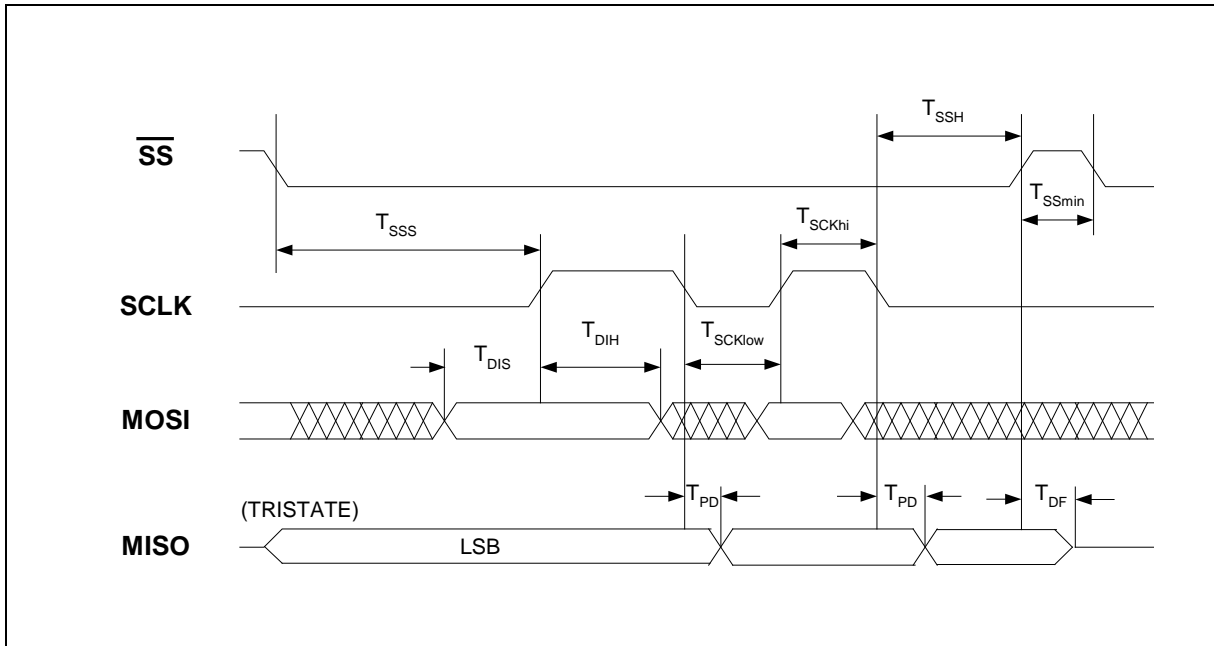 T_SSH
SS
T_SSmin
T_SCKhi
T_SSS
SCLK
T_DIH
T_SCKlow
T_DIS
MOSI
T_PD
T_PD
T_DF
(TRISTATE)
MISO
LSB